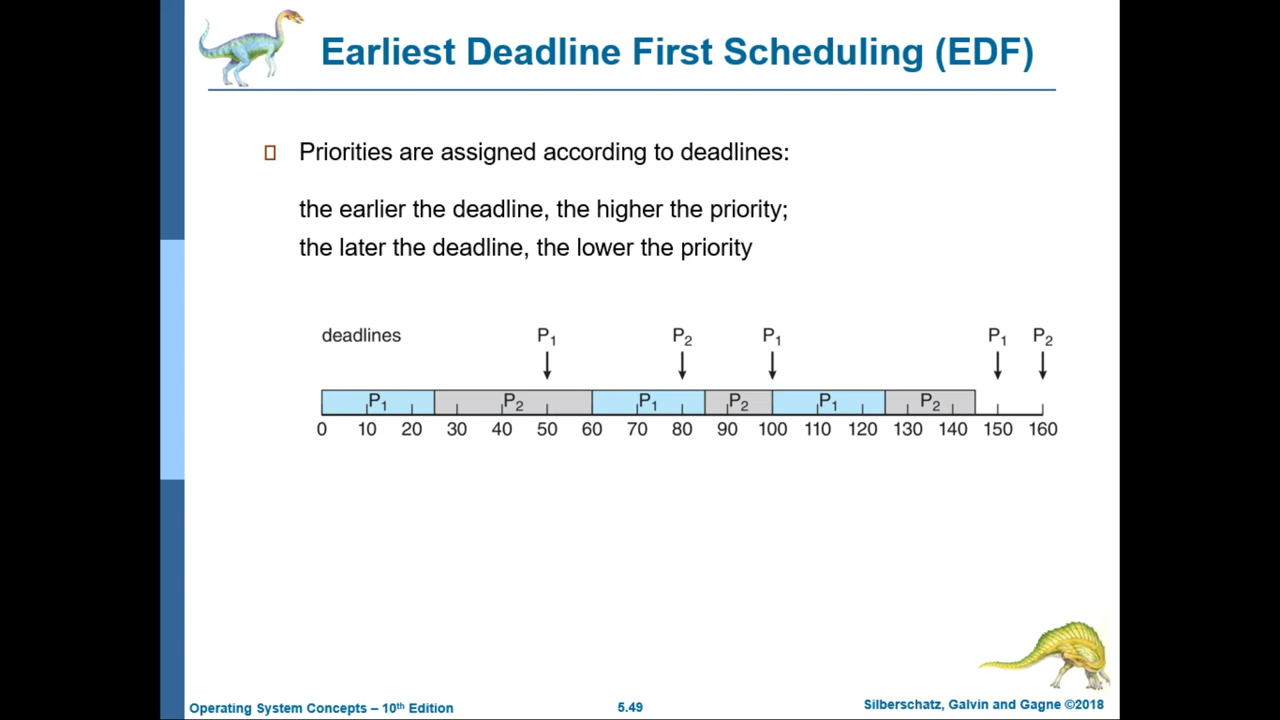 Earliest Deadline First Scheduling (EDF)
Priorities are assigned according to deadlines:
the earlier the deadline, the higher the priority;
the later the deadline, the lower the priority
deadlines P₁ P₂ P₁ P₁ P₂
P₁ P₂ P₁ P₂ P₁ P₂
0 10 20 30 40 50 60 70 80 90 100 110 120 130 140 150 160
Operating System Concepts – 10th Edition 5.49 Silberschatz, Galvin and Gagne ©2018